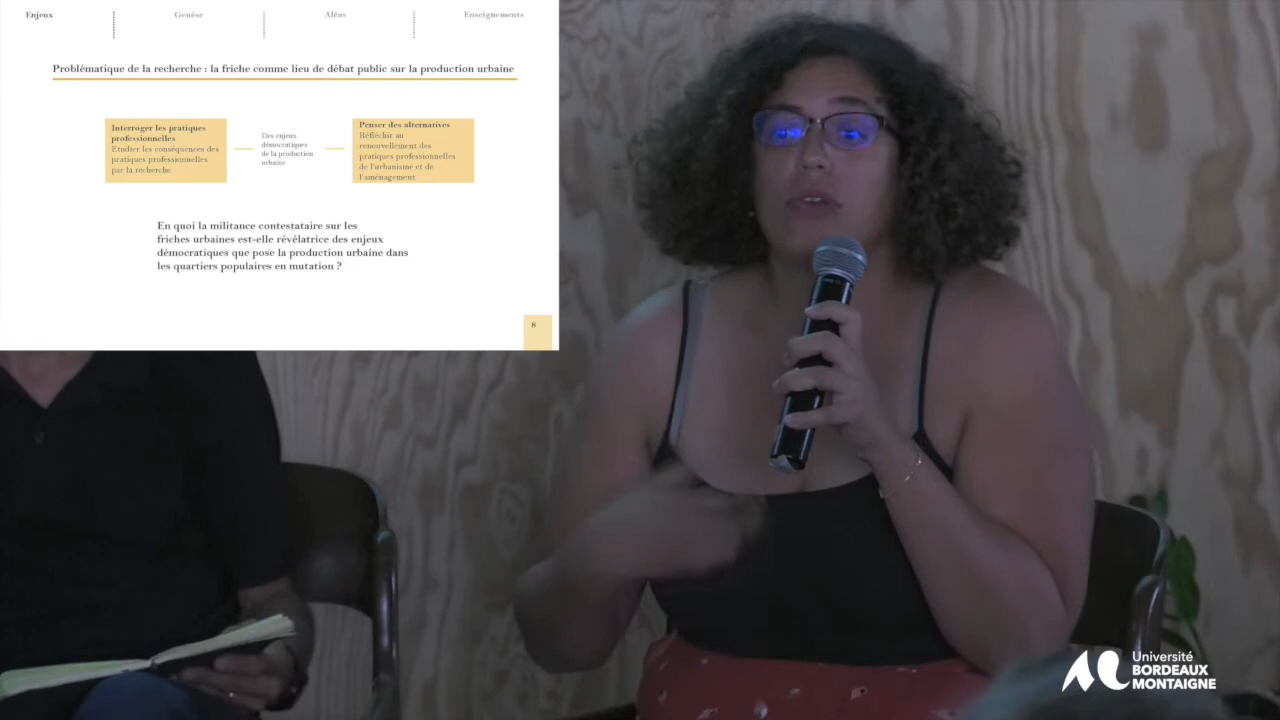 Enjeux
Genèse
Aléas
Enseignements
Problématique de la recherche : la friche comme lieu de débat public sur la production urbaine
Interroger les pratiques
professionnelles
Etudier les conséquences des
pratiques professionnelles
par la recherche
Des enjeux
démocratiques
de la production
urbaine
Penser des alternatives
Réfléchir au
renouvellement des
pratiques professionnelles
de l'urbanisme et de
l'aménagement
En quoi la militance contestataire sur les
friches urbaines est-elle révélatrice des enjeux
démocratiques que pose la production urbaine dans
les quartiers populaires en mutation ?
8
Université
BORDEAUX
MONTAIGNE